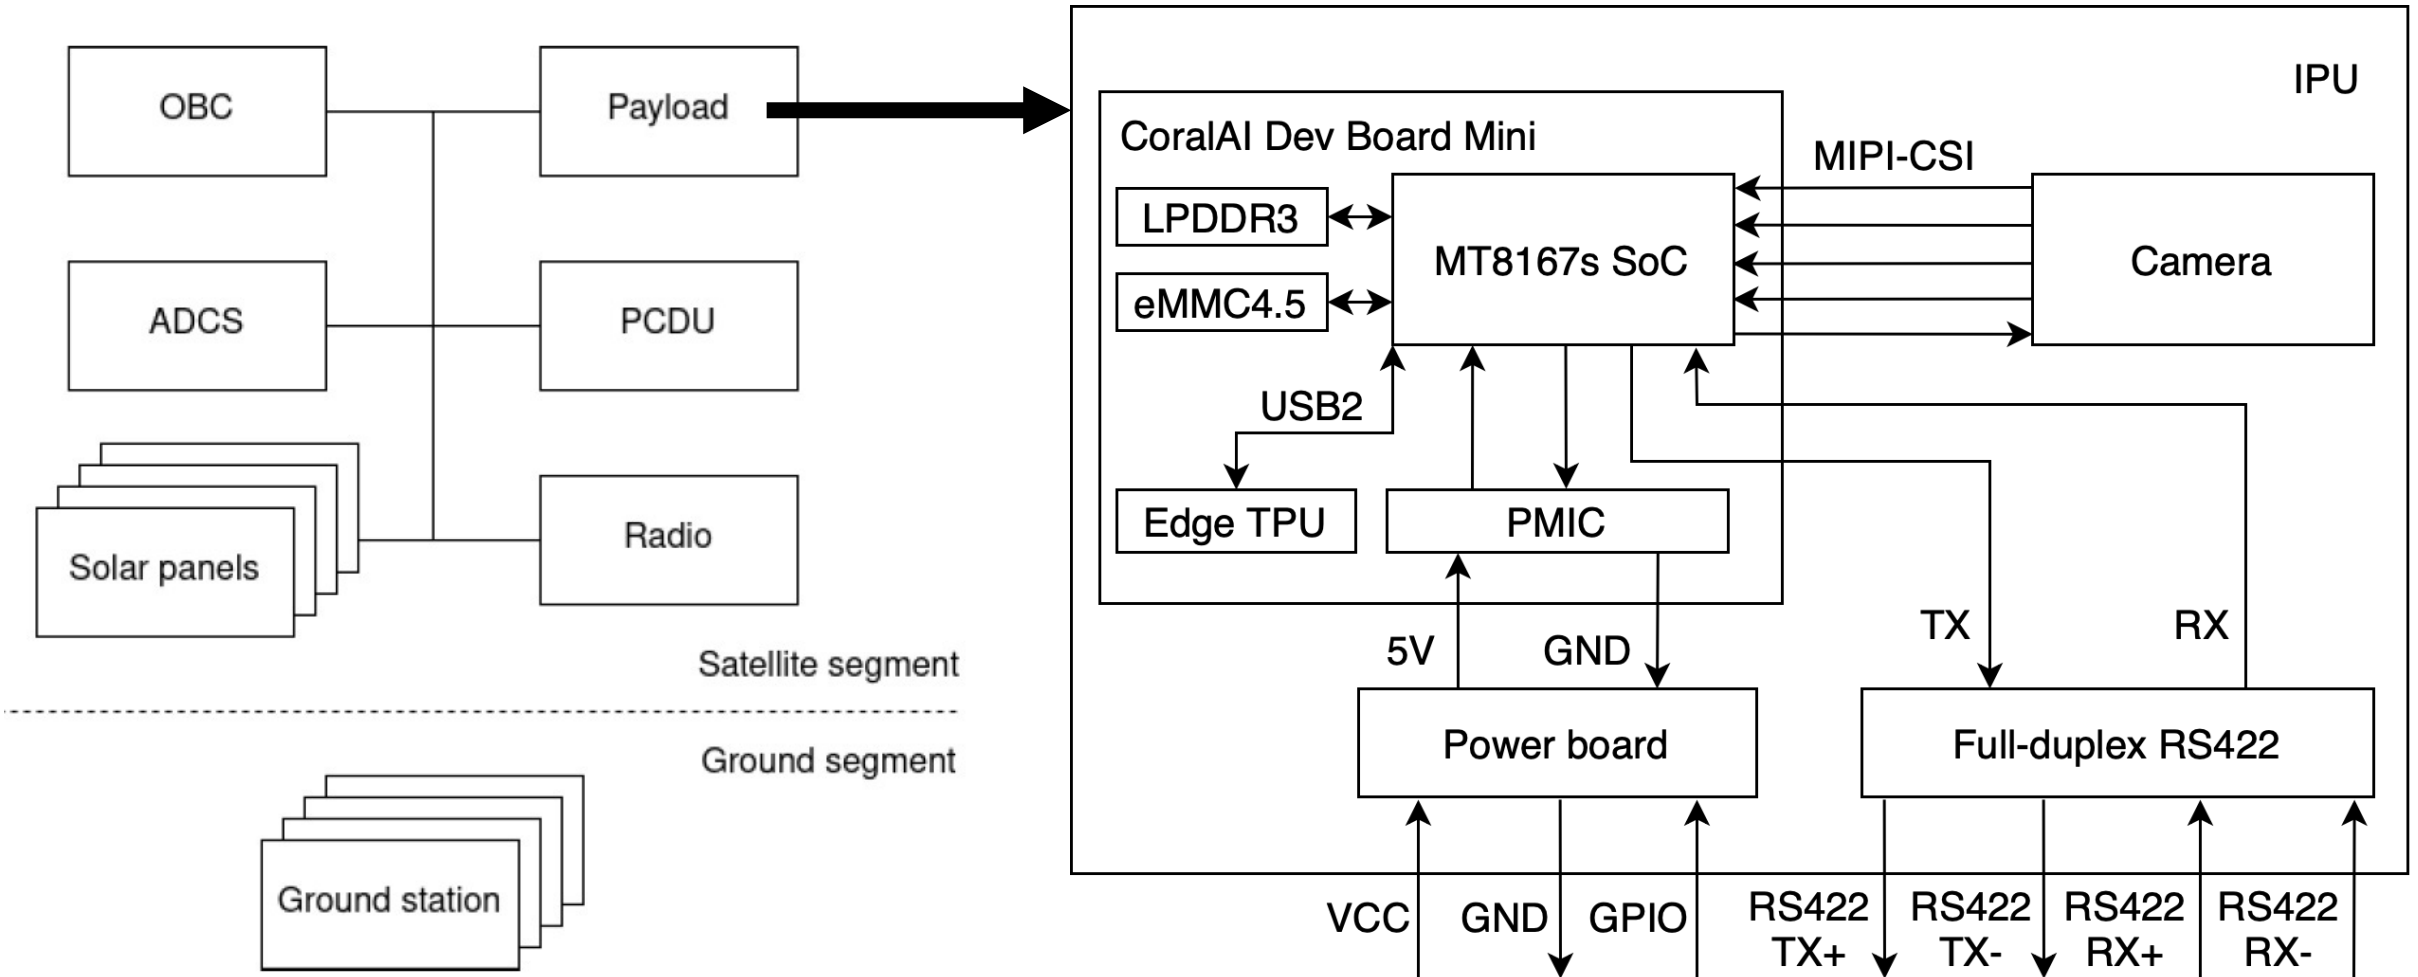 OBC
Payload
ADCS
PCDU
Solar panels
Radio
Satellite segment
Ground segment
Ground station
IPU
CoralAI Dev Board Mini
MIPI-CSI
LPDDR3
eMMC4.5
MT8167s SoC
Camera
USB2
Edge TPU
PMIC
5V
GND
TX
RX
Power board
Full-duplex RS422
VCC
GND
GPIO
RS422
TX+
RS422
TX-
RS422
RX+
RS422
RX-